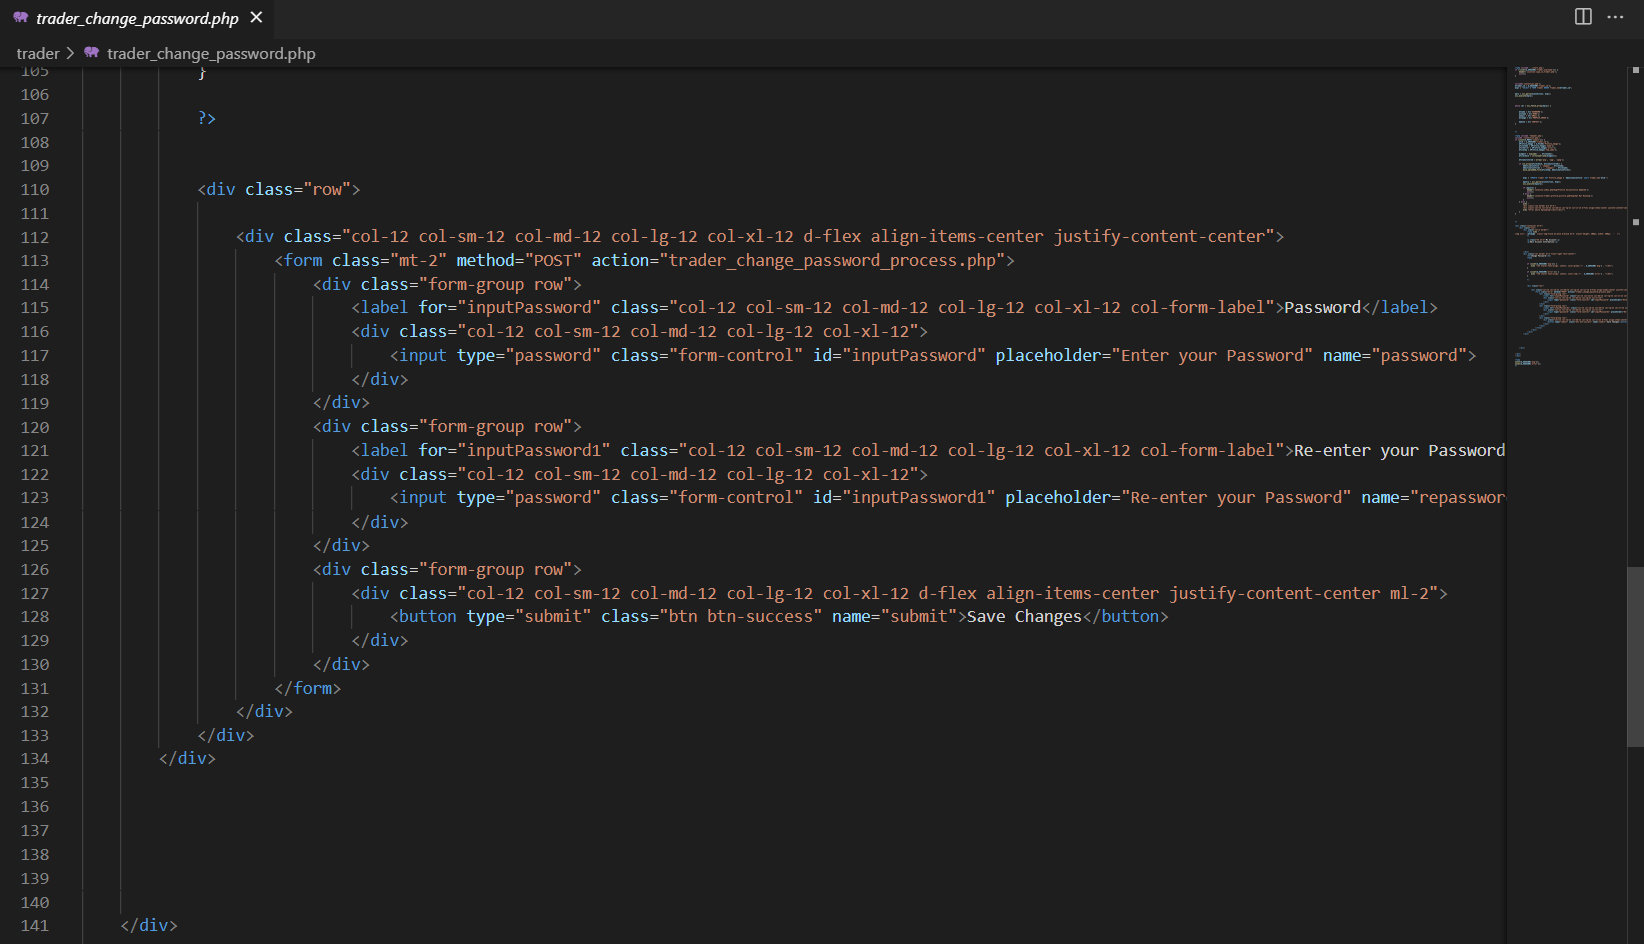 trader_change_password.php
trader > trader_change_password.php
105 }
106
107 ?>
108
109
110 <div class="row">
111
112 <div class="col-12 col-sm-12 col-md-12 col-lg-12 col-xl-12 d-flex align-items-center justify-content-center">
113 <form class="mt-2" method="POST" action="trader_change_password_process.php">
114 <div class="form-group row">
115 <label for="inputPassword" class="col-12 col-sm-12 col-md-12 col-lg-12 col-xl-12 col-form-label">Password</label>
116 <div class="col-12 col-sm-12 col-md-12 col-lg-12 col-xl-12">
117 <input type="password" class="form-control" id="inputPassword" placeholder="Enter your Password" name="password">
118 </div>
119 </div>
120 <div class="form-group row">
121 <label for="inputPassword1" class="col-12 col-sm-12 col-md-12 col-lg-12 col-xl-12 col-form-label">Re-enter your Password
122 <div class="col-12 col-sm-12 col-md-12 col-lg-12 col-xl-12">
123 <input type="password" class="form-control" id="inputPassword1" placeholder="Re-enter your Password" name="repasswor
124 </div>
125 </div>
126 <div class="form-group row">
127 <div class="col-12 col-sm-12 col-md-12 col-lg-12 col-xl-12 d-flex align-items-center justify-content-center ml-2">
128 <button type="submit" class="btn btn-success" name="submit">Save Changes</button>
129 </div>
130 </div>
131 </form>
132 </div>
133 </div>
134 </div>
135
136
137
138
139
140
141 </div>